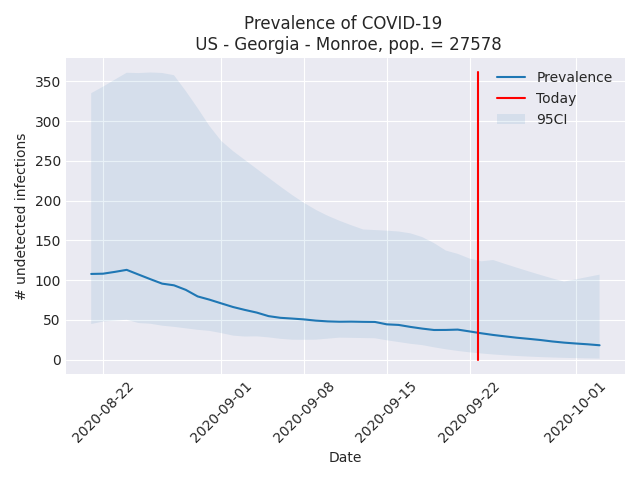 Prevalence of COVID-19
US - Georgia - Monroe, pop. = 27578
Prevalence
Today
95CI
350
300
250
200
150
100
50
0
# undetected infections
2020-08-22
2020-09-01
2020-09-08
2020-09-15
2020-09-22
2020-10-01
Date